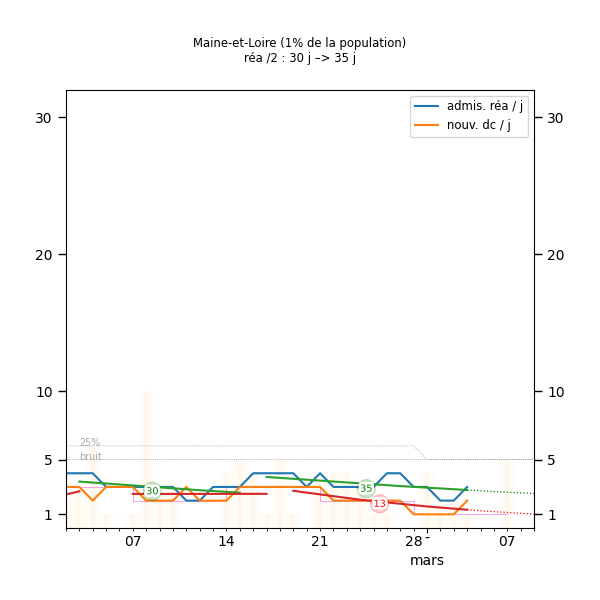 Maine-et-Loire (1% de la population)
réa /2 : 30 j –> 35 j
admis. réa / j
nouv. dc / j
30 30
20 20
10 10
25%
bruit
5 5
30 35 13
1 1
07 14 21 28 07
mars